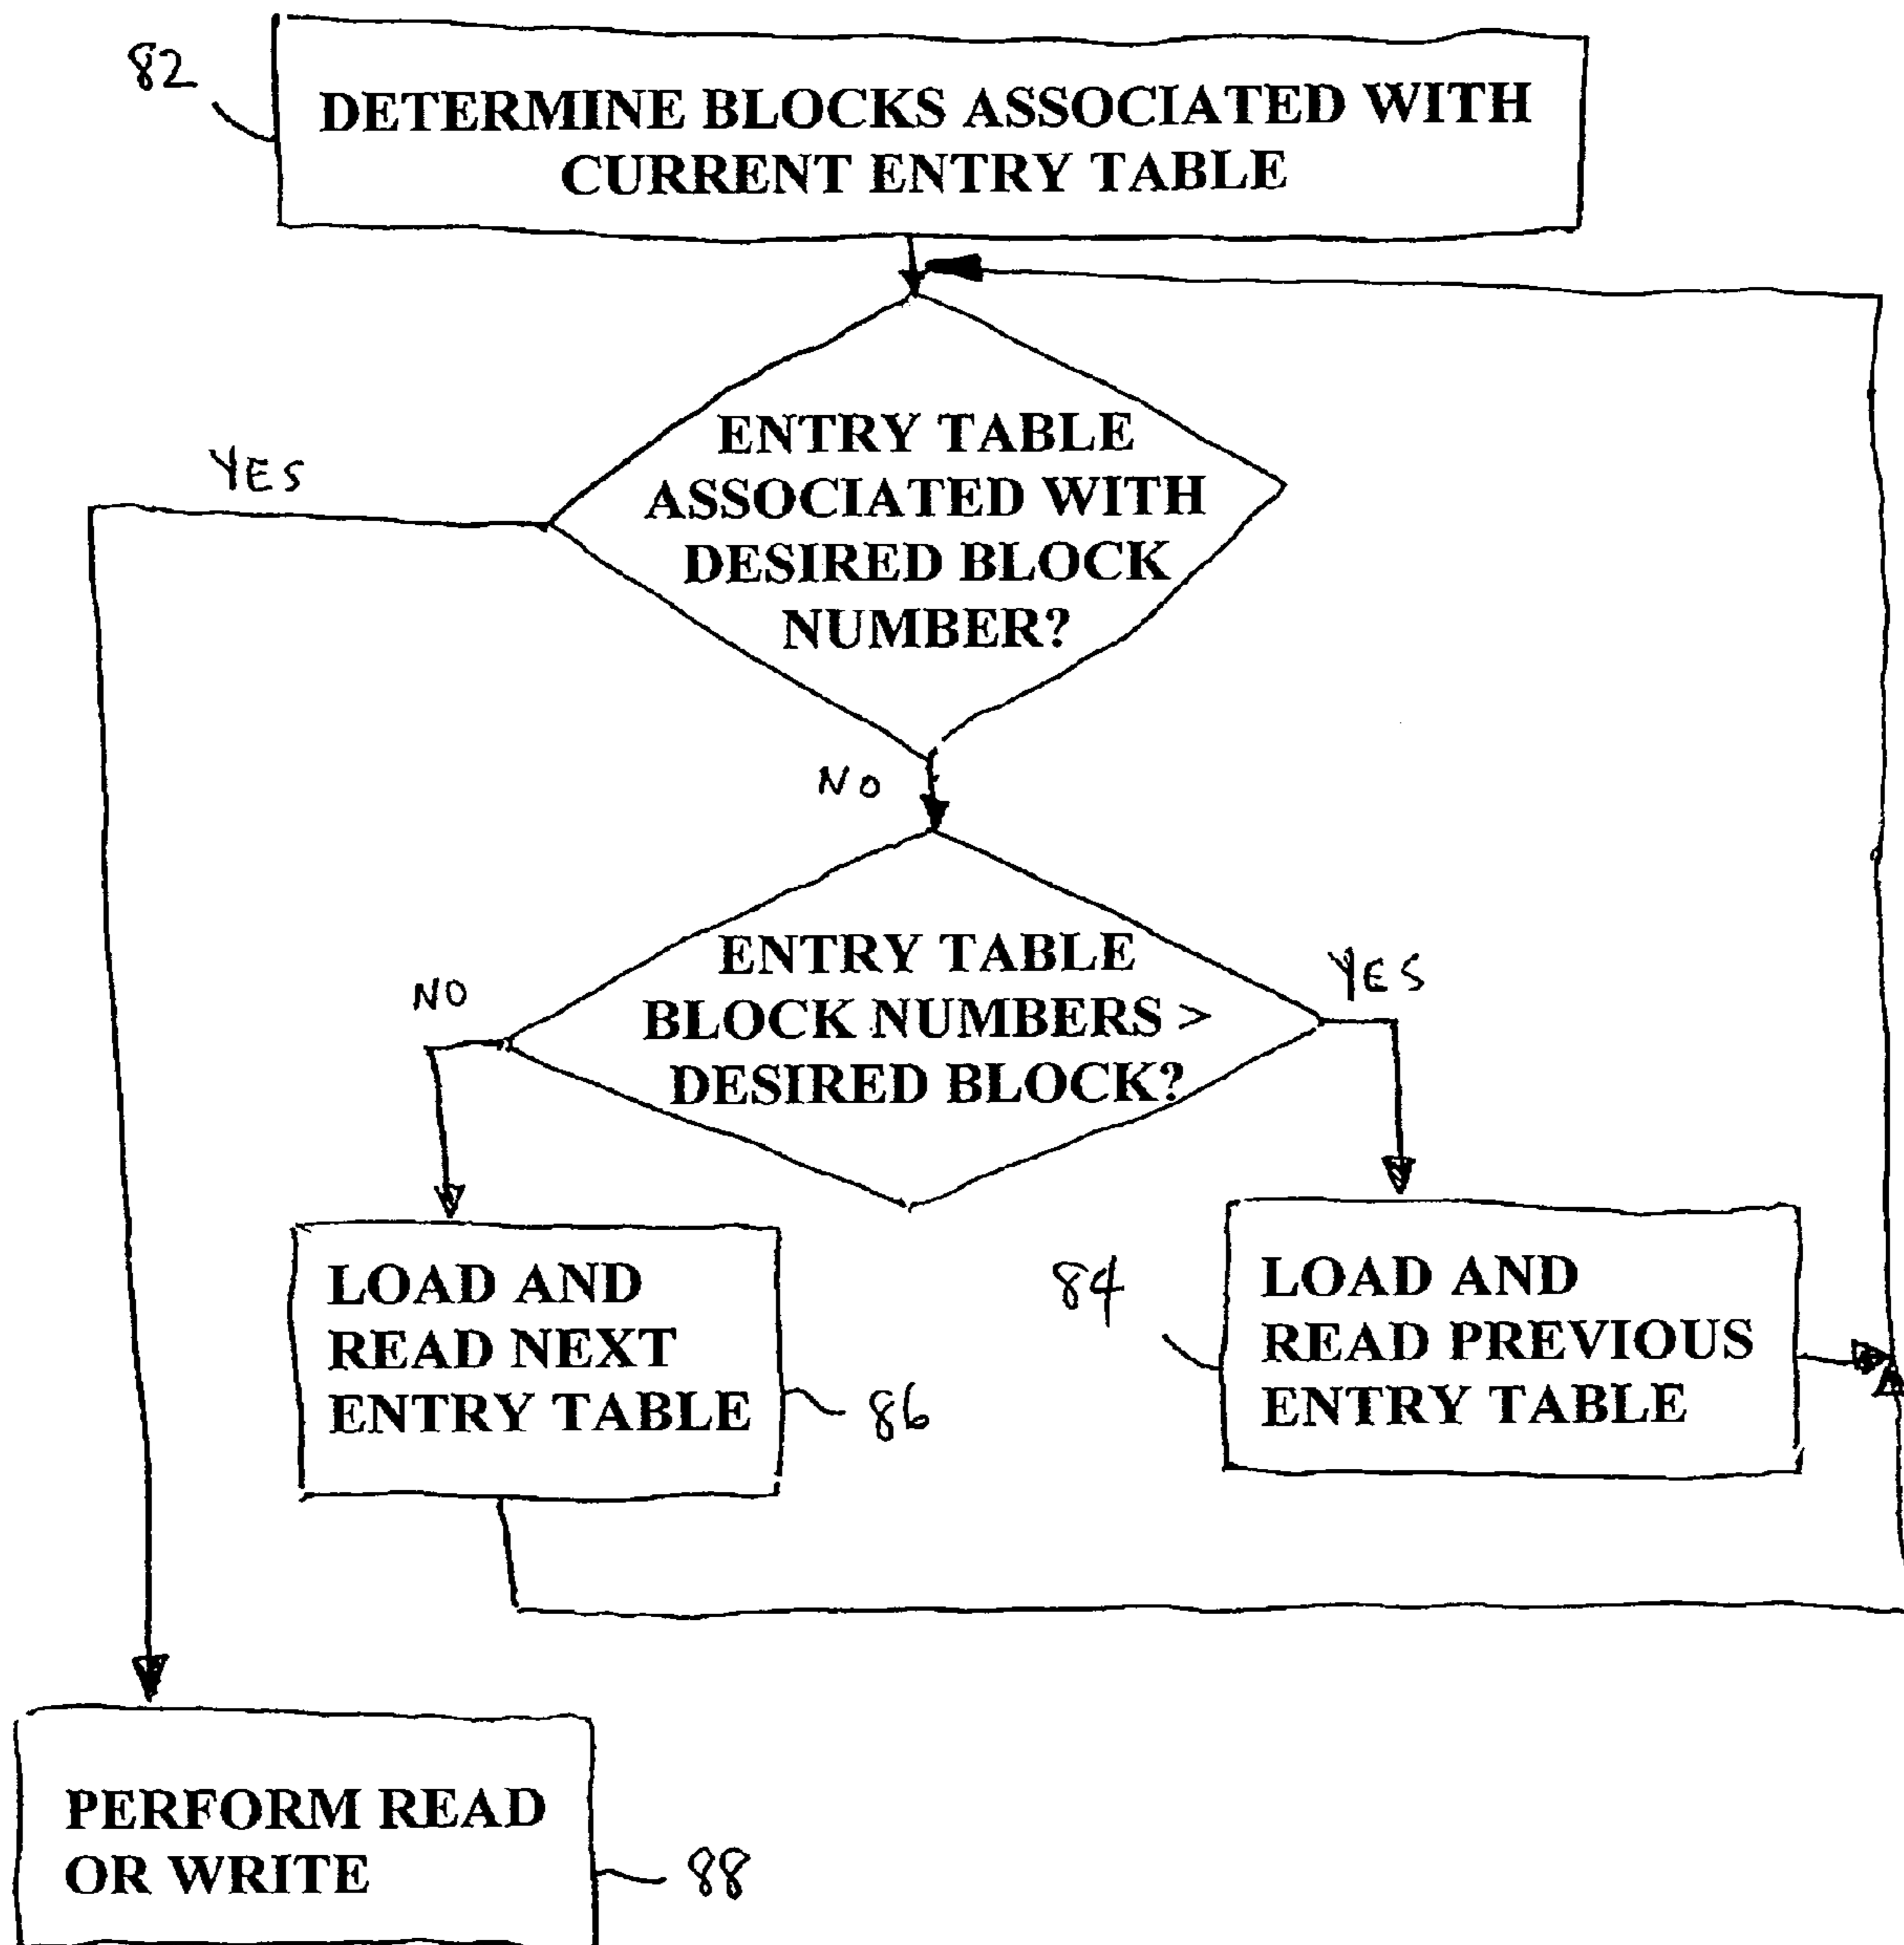 82
DETERMINE BLOCKS ASSOCIATED WITH
CURRENT ENTRY TABLE
YES
ENTRY TABLE
ASSOCIATED WITH
DESIRED BLOCK
NUMBER?
NO
ENTRY TABLE
BLOCK NUMBERS >
DESIRED BLOCK?
NO
YES
LOAD AND
READ NEXT
ENTRY TABLE
86
84
LOAD AND
READ PREVIOUS
ENTRY TABLE
PERFORM READ
OR WRITE
88